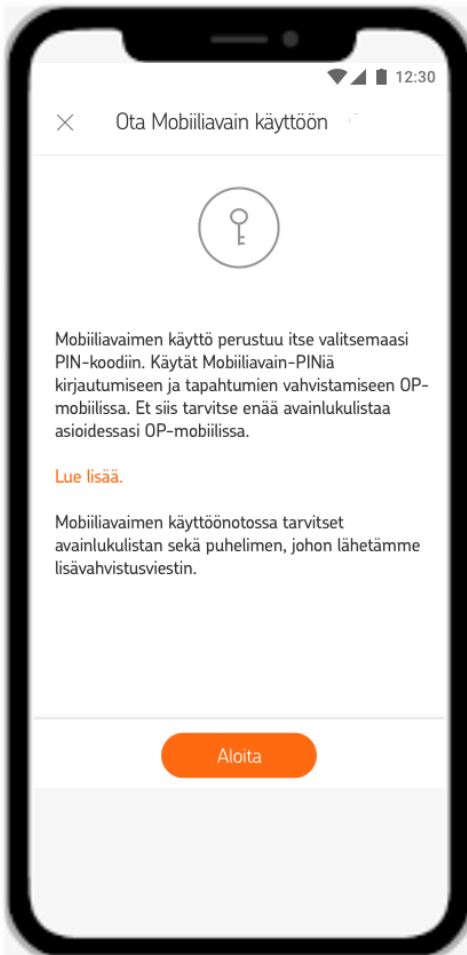 12:30
Ota Mobiiliavain käyttöön
Mobiiliavaimen käyttö perustuu itse valitsemaasi
PIN-koodiin. Käytät Mobiiliavain-PINiä
kirjautumiseen ja tapahtumien vahvistamiseen OP-
mobiilissa. Et siis tarvitse enää avainlukulistaa
asioidessasi OP-mobiilissa.
Lue lisää.
Mobiiliavaimen käyttöönotossa tarvitset
avainlukulistan sekä puhelimen, johon lähetämme
lisävahvistusviestin.
Aloita